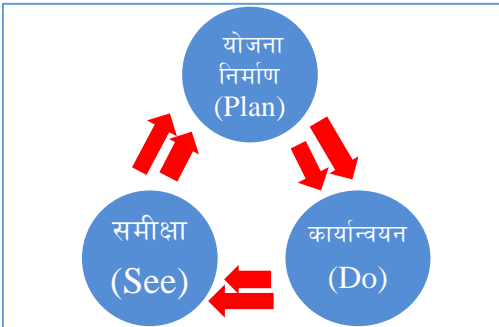 योजना
निर्माण
(Plan)
समीक्षा
(See)
कार्यान्वयन
(Do)